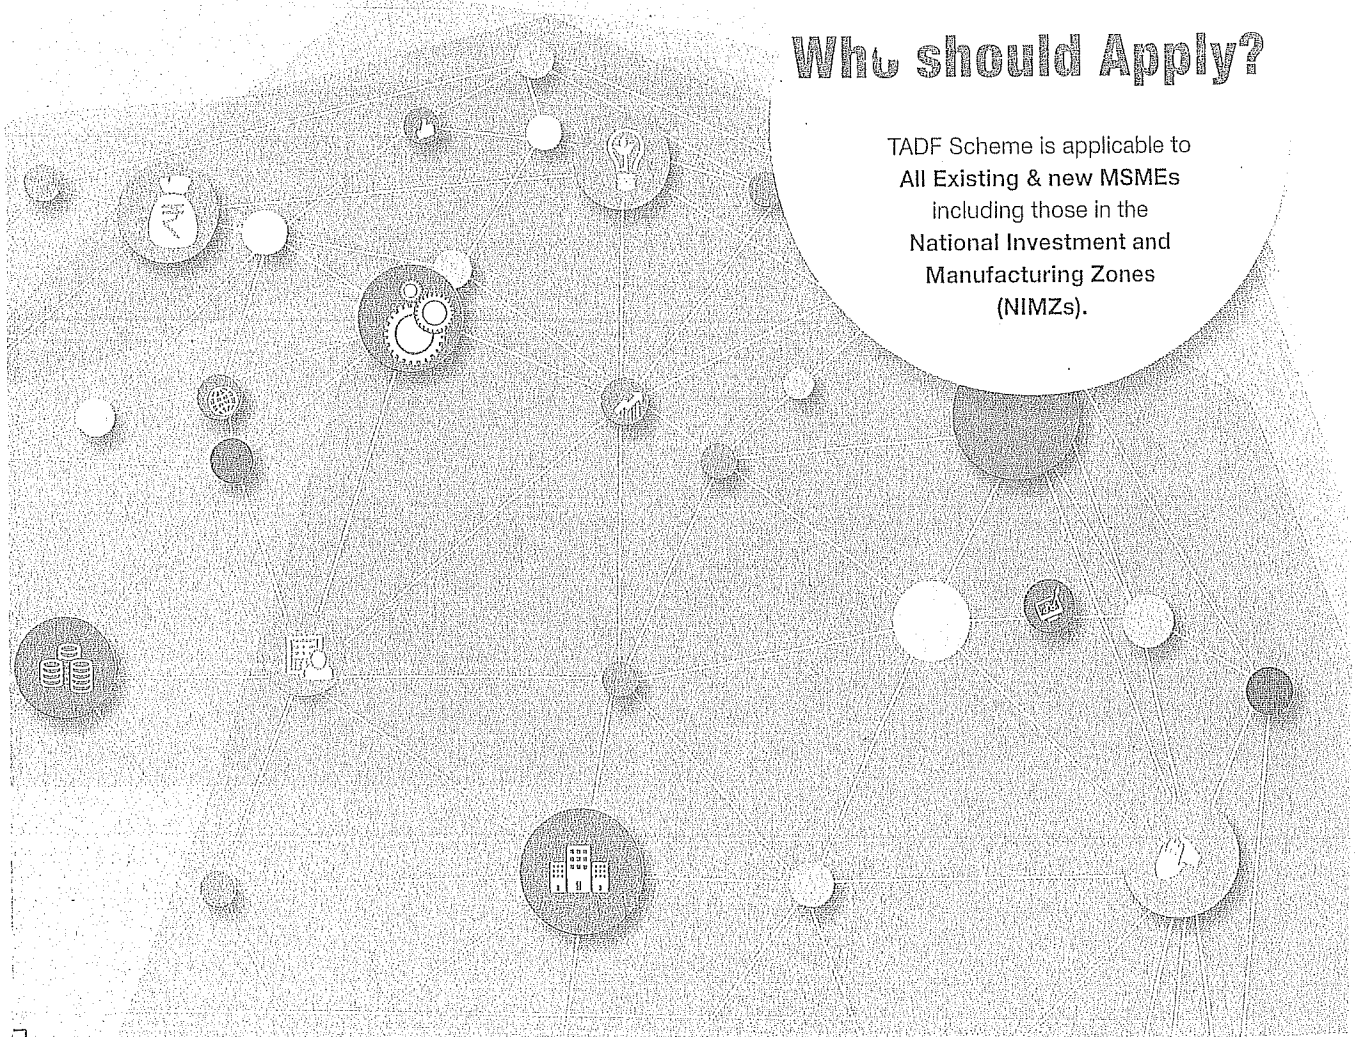 Who should Apply?
TADF Scheme is applicable to
All Existing & new MSMEs
including those in the
National Investment and
Manufacturing Zones
(NIMZs).